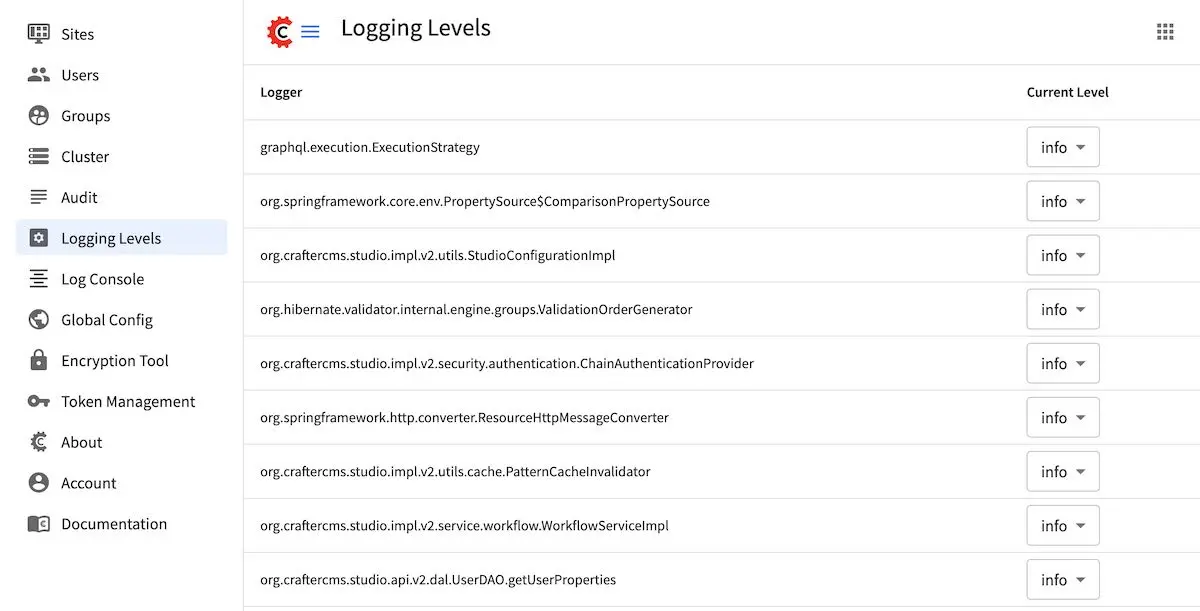 Sites
Users
Groups
Cluster
Audit
Logging Levels
Log Console
Global Config
Encryption Tool
Token Management
About
Account
Documentation
C
Logging Levels
Logger Current Level
graphql.execution.ExecutionStrategy info
org.springframework.core.env.PropertySource$ComparisonPropertySource info
org.craftercms.studio.impl.v2.utils.StudioConfigurationImpl info
org.hibernate.validator.internal.engine.groups.ValidationOrderGenerator info
org.craftercms.studio.impl.v2.security.authentication.ChainAuthenticationProvider info
org.springframework.http.converter.ResourceHttpMessageConverter info
org.craftercms.studio.impl.v2.utils.cache.PatternCacheInvalidator info
org.craftercms.studio.impl.v2.service.workflow.WorkflowServiceImpl info
org.craftercms.studio.api.v2.dal.UserDAO.getUserProperties info